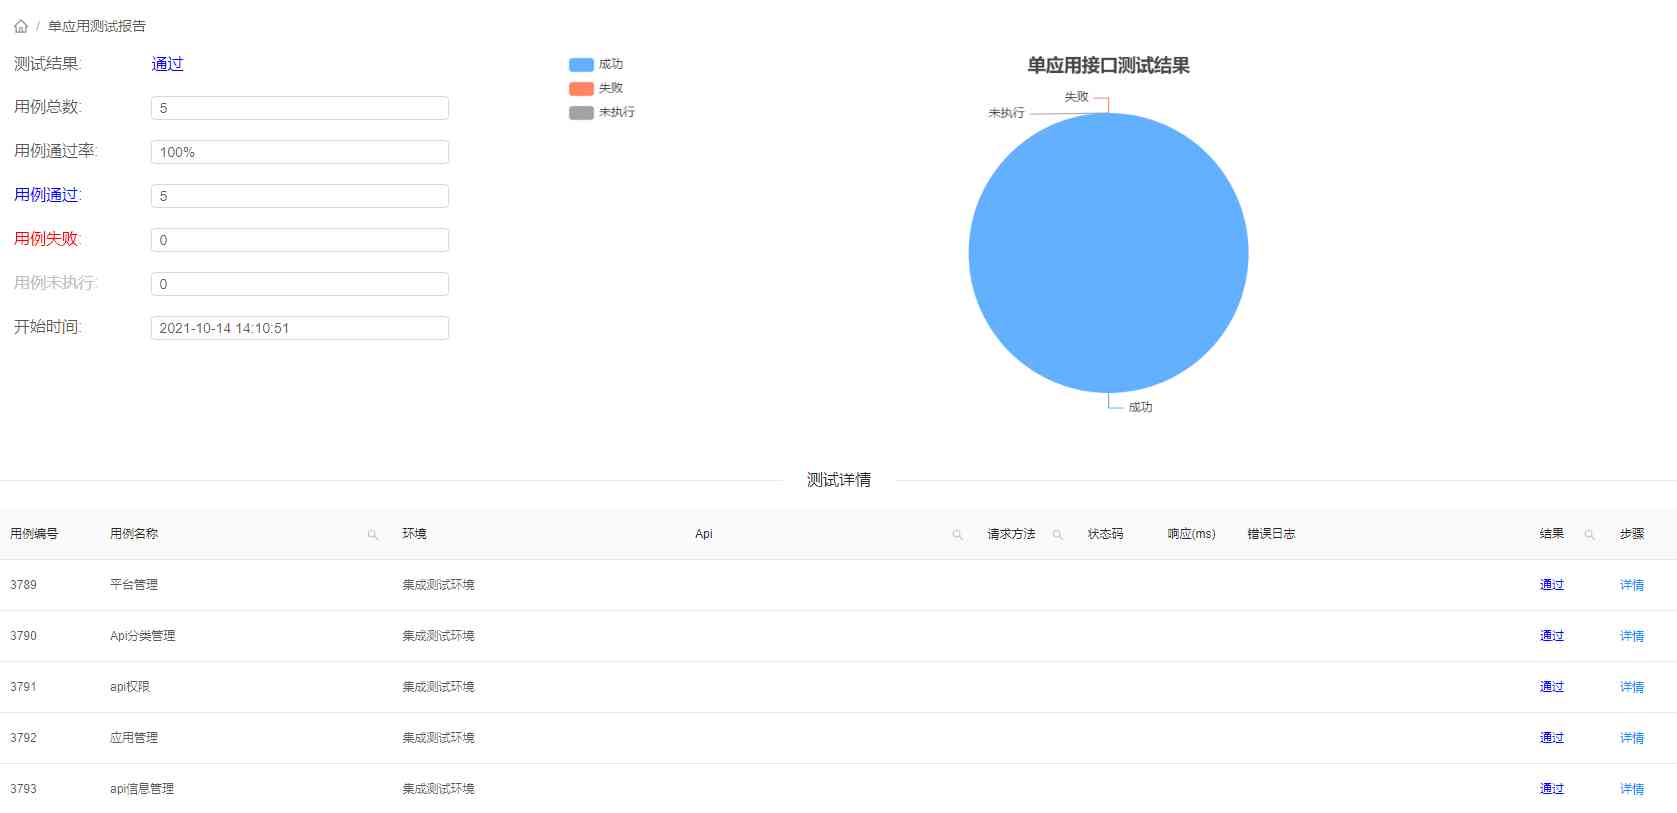 / 单应用测试报告
测试结果: 通过
用例总数: 5
用例通过率: 100%
用例通过: 5
用例失败: 0
用例未执行: 0
开始时间: 2021-10-14 14:10:51
成功
失败
未执行
单应用接口测试结果
失败
未执行
成功
测试详情
用例编号 用例名称 环境 Api 请求方法 状态码 响应(ms) 错误日志 结果 步骤
3789 平台管理 集成测试环境 通过 详情
3790 Api分类管理 集成测试环境 通过 详情
3791 api权限 集成测试环境 通过 详情
3792 应用管理 集成测试环境 通过 详情
3793 api信息管理 集成测试环境 通过 详情